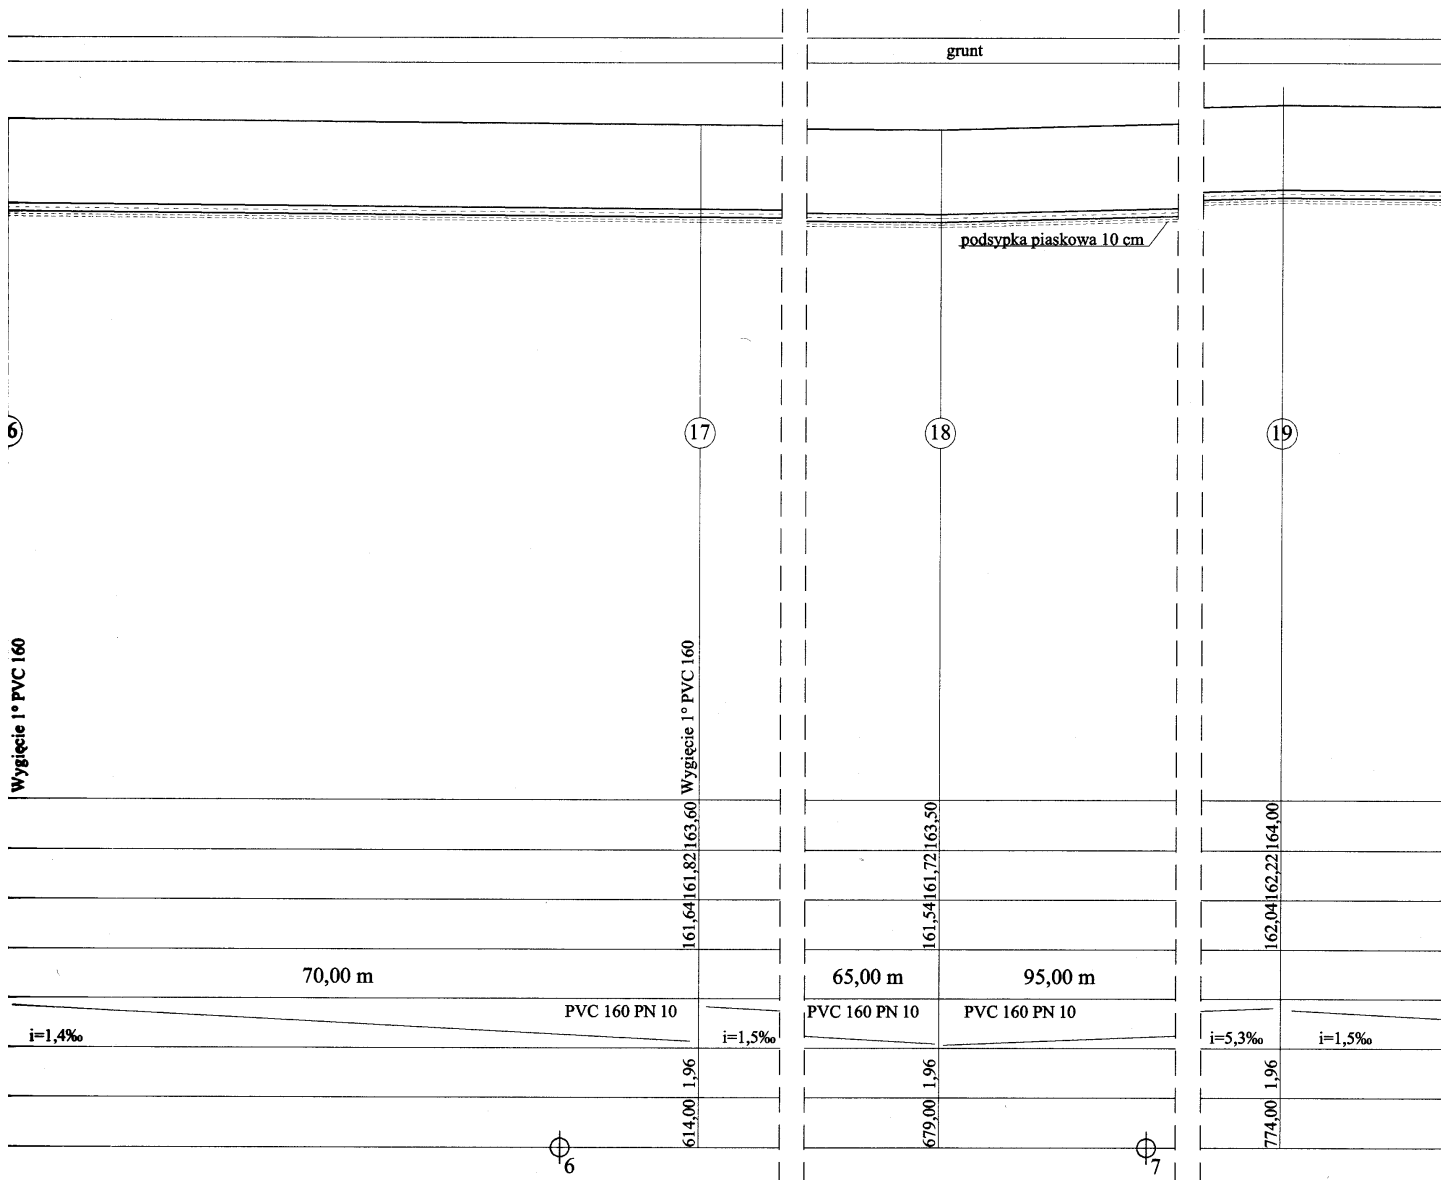 grunt
podsypka piaskowa 10 cm
6
17
18
19
Wygięcie 1° PVC 160
Wygięcie 1° PVC 160
163,60
163,50
164,00
161,82
161,72
162,22
161,64
161,54
162,04
70,00 m
65,00 m
95,00 m
PVC 160 PN 10
PVC 160 PN 10
PVC 160 PN 10
i=1,4‰
i=1,5‰
i=5,3‰
i=1,5‰
1,96
1,96
1,96
614,00
679,00
774,00
6
7